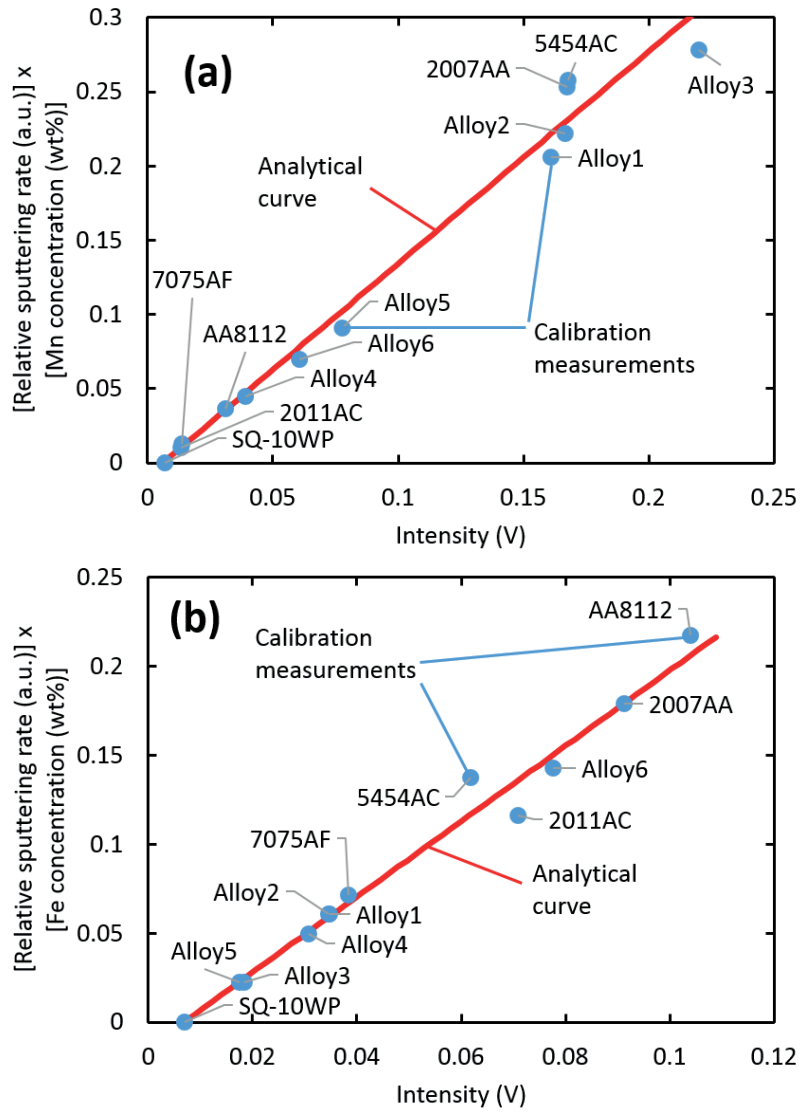 (a)
[Relative sputtering rate (a.u.)] x
[Mn concentration (wt%)]
0.3
0.25
0.2
0.15
0.1
0.05
0
5454AC
2007AA
Alloy3
Alloy2
Alloy1
Analytical
curve
7075AF
Alloy5
AA8112
Alloy6
Calibration
measurements
Alloy4
2011AC
SQ-10WP
0
0.05
0.1
0.15
0.2
0.25
Intensity (V)
(b)
[Relative sputtering rate (a.u.)] x
[Fe concentration (wt%)]
0.25
0.2
0.15
0.1
0.05
0
AA8112
Calibration
measurements
2007AA
Alloy6
5454AC
2011AC
7075AF
Analytical
curve
Alloy2
Alloy1
Alloy4
Alloy5
Alloy3
SQ-10WP
0
0.02
0.04
0.06
0.08
0.1
0.12
Intensity (V)